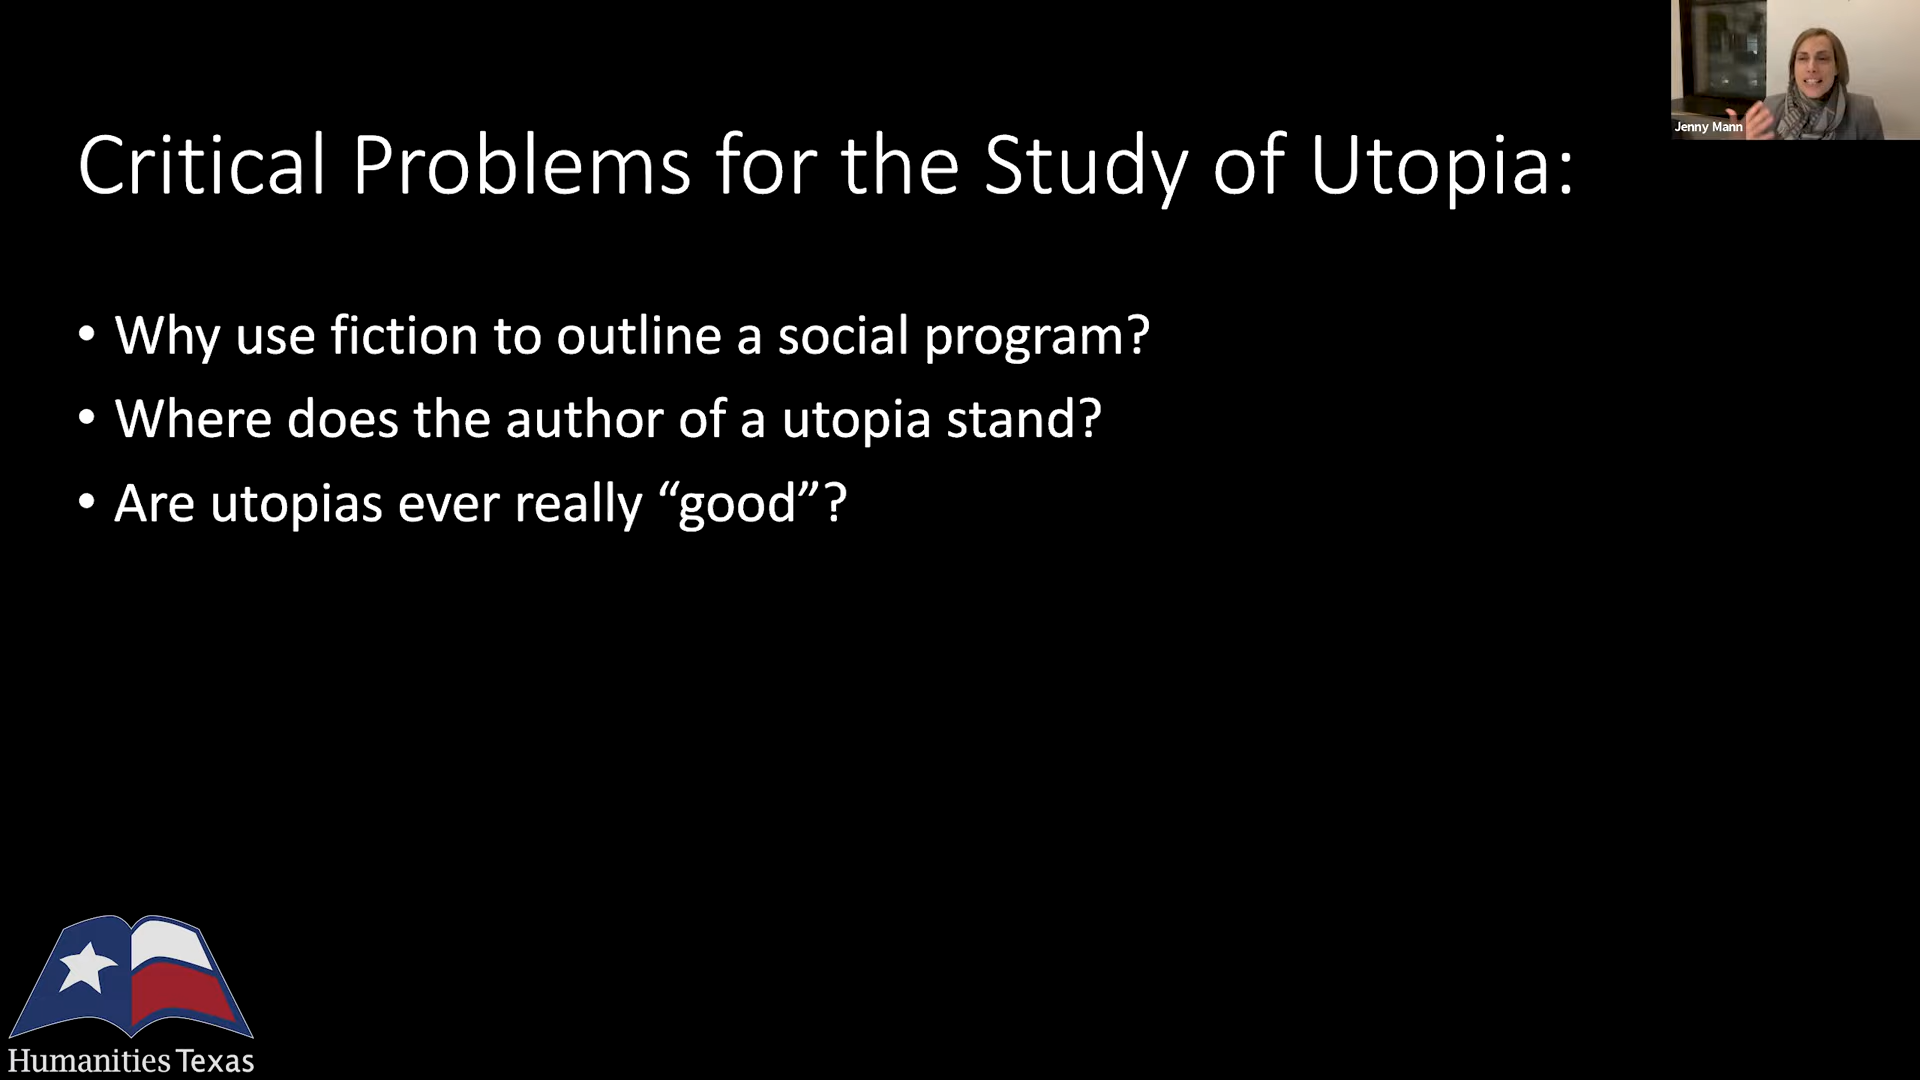 Critical Problems for the Study of Utopia:
• Why use fiction to outline a social program?
• Where does the author of a utopia stand?
• Are utopias ever really “good”?
Jenny Mann
Humanities Texas